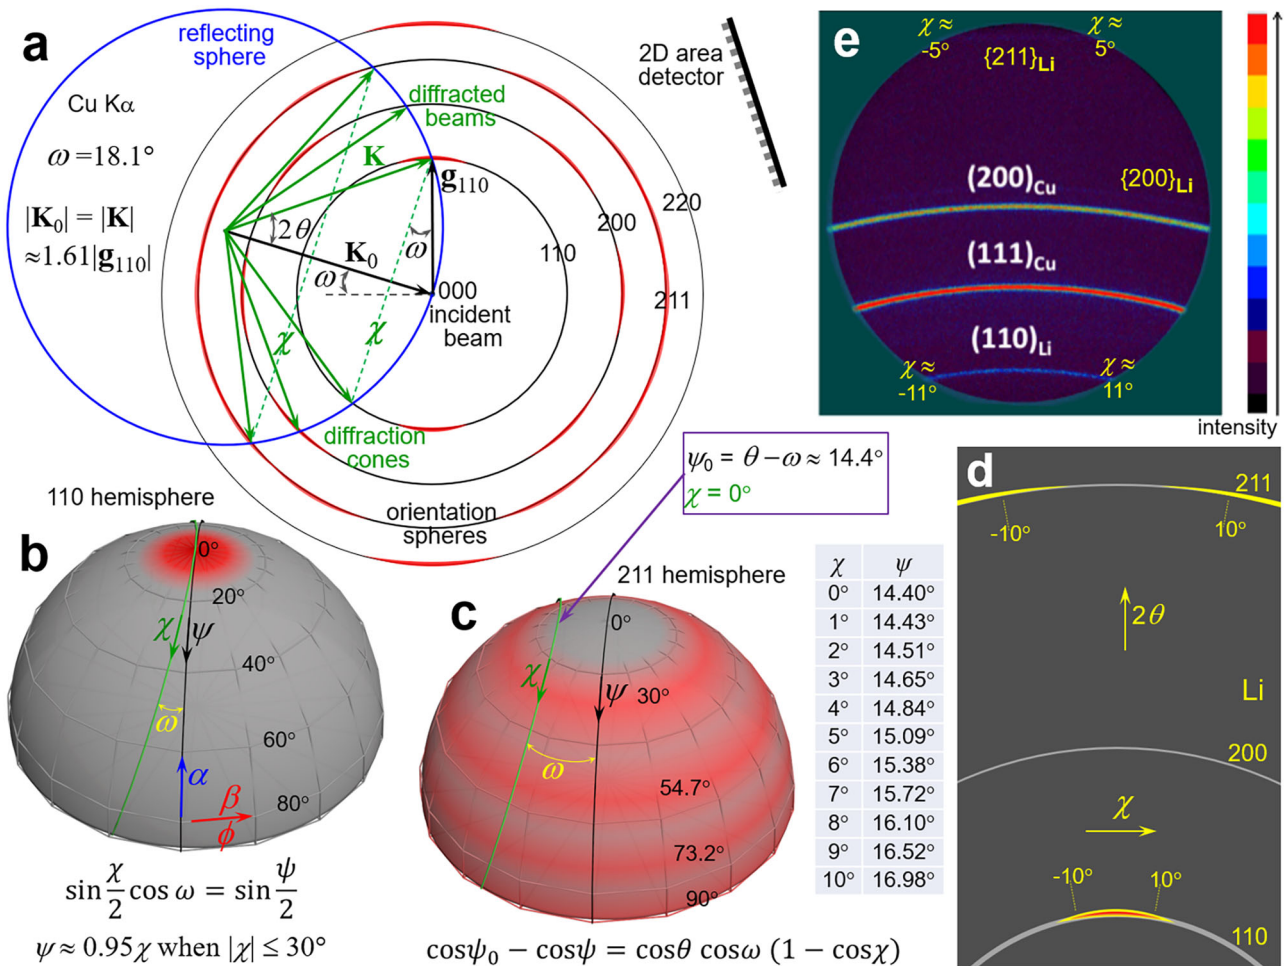 a
reflecting
sphere
Cu Kα
ω =18.1°
|K₀| = |K|
≈1.61|g₁₁₀|
diffracted
beams
K
g₁₁₀
2θ
K₀
ω
ω
000
incident
beam
χ
χ
110
200
211
220
diffraction
cones
orientation
spheres
2D area
detector
e
χ ≈
-5°
χ ≈
5°
{211}Li
(200)Cu
{200}Li
(111)Cu
(110)Li
χ ≈
-11°
χ ≈
11°
intensity
110 hemisphere
b
0°
20°
40°
60°
80°
χ
ψ
ω
α
β
ϕ
sin χ/2 cos ω = sin ψ/2
ψ ≈ 0.95χ when |χ| ≤ 30°
ψ₀ = θ – ω ≈ 14.4°
χ = 0°
211 hemisphere
c
0°
30°
54.7°
73.2°
90°
χ
ψ
ω
cosψ₀ − cosψ = cosθ cosω (1 − cosχ)
χ ψ
0° 14.40°
1° 14.43°
2° 14.51°
3° 14.65°
4° 14.84°
5° 15.09°
6° 15.38°
7° 15.72°
8° 16.10°
9° 16.52°
10° 16.98°
d
211
-10°
10°
2θ
Li
200
χ
-10°
10°
110